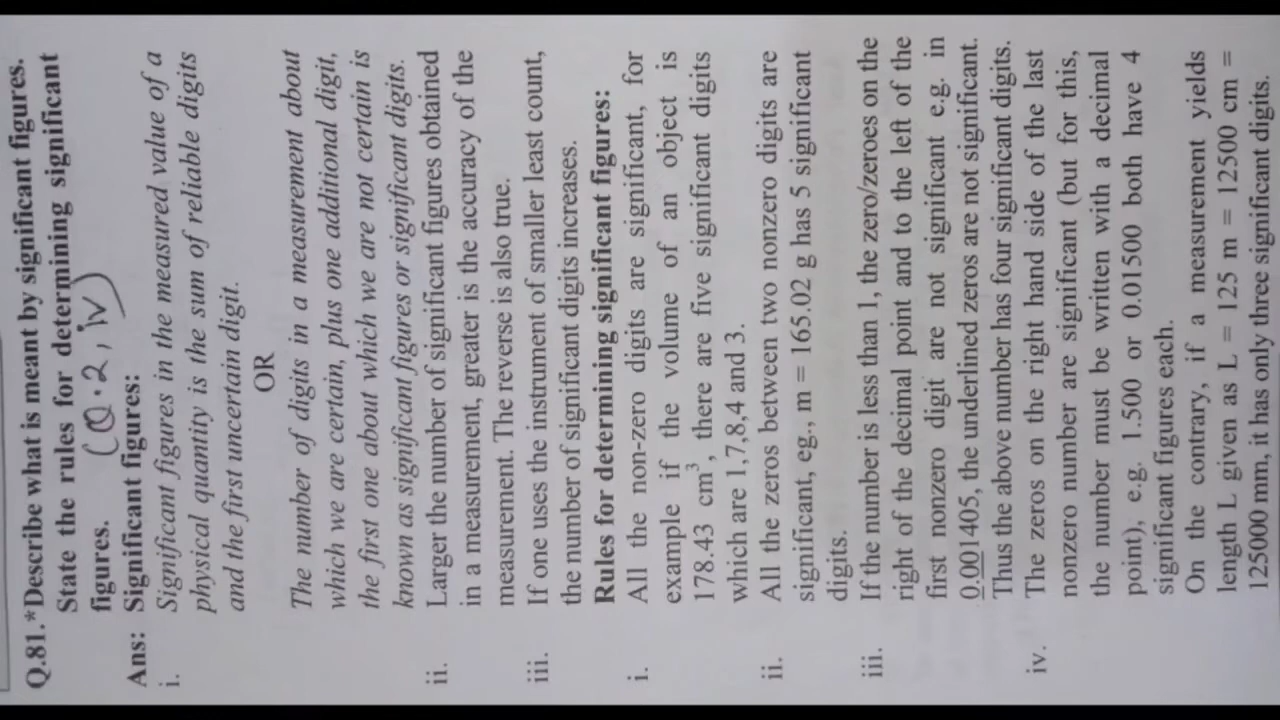 Q.81.*Describe what is meant by significant figures.
State the rules for determining significant
figures. (Q.2, iv)
Ans: Significant figures:
i. Significant figures in the measured value of a
physical quantity is the sum of reliable digits
and the first uncertain digit.
OR
The number of digits in a measurement about
which we are certain, plus one additional digit,
the first one about which we are not certain is
known as significant figures or significant digits.
ii. Larger the number of significant figures obtained
in a measurement, greater is the accuracy of the
measurement. The reverse is also true.
iii. If one uses the instrument of smaller least count,
the number of significant digits increases.
Rules for determining significant figures:
i. All the non-zero digits are significant, for
example if the volume of an object is
178.43 cm³, there are five significant digits
which are 1,7,8,4 and 3.
ii. All the zeros between two nonzero digits are
significant, eg., m = 165.02 g has 5 significant
digits.
iii. If the number is less than 1, the zero/zeroes on the
right of the decimal point and to the left of the
first nonzero digit are not significant e.g. in
0.001405, the underlined zeros are not significant.
Thus the above number has four significant digits.
iv. The zeros on the right hand side of the last
nonzero number are significant (but for this,
the number must be written with a decimal
point), e.g. 1.500 or 0.01500 both have 4
significant figures each.
On the contrary, if a measurement yields
length L given as L = 125 m = 12500 cm =
125000 mm, it has only three significant digits.